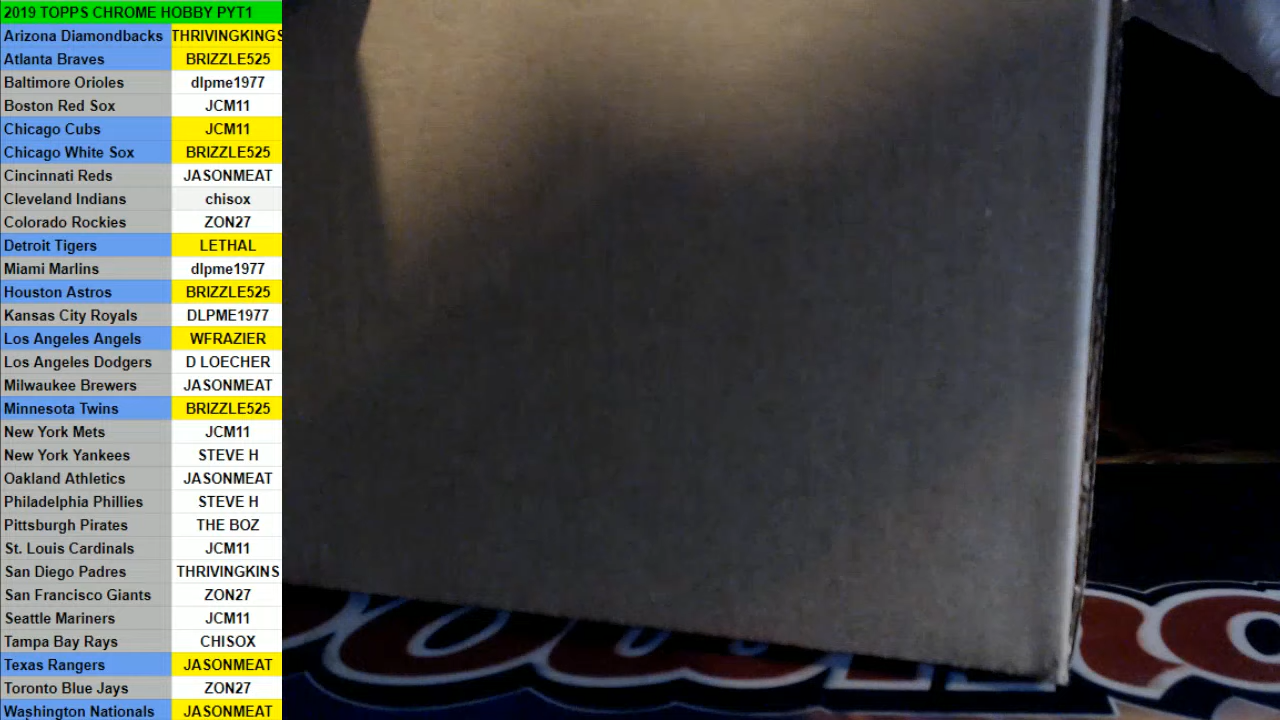 2019 TOPPS CHROME HOBBY PYT1
Arizona Diamondbacks THRIVINGKINGS
Atlanta Braves BRIZZLE525
Baltimore Orioles dlpme1977
Boston Red Sox JCM11
Chicago Cubs JCM11
Chicago White Sox BRIZZLE525
Cincinnati Reds JASONMEAT
Cleveland Indians chisox
Colorado Rockies ZON27
Detroit Tigers LETHAL
Miami Marlins dlpme1977
Houston Astros BRIZZLE525
Kansas City Royals DLPME1977
Los Angeles Angels WFRAZIER
Los Angeles Dodgers D LOECHER
Milwaukee Brewers JASONMEAT
Minnesota Twins BRIZZLE525
New York Mets JCM11
New York Yankees STEVE H
Oakland Athletics JASONMEAT
Philadelphia Phillies STEVE H
Pittsburgh Pirates THE BOZ
St. Louis Cardinals JCM11
San Diego Padres THRIVINGKINS
San Francisco Giants ZON27
Seattle Mariners JCM11
Tampa Bay Rays CHISOX
Texas Rangers JASONMEAT
Toronto Blue Jays ZON27
Washington Nationals JASONMEAT